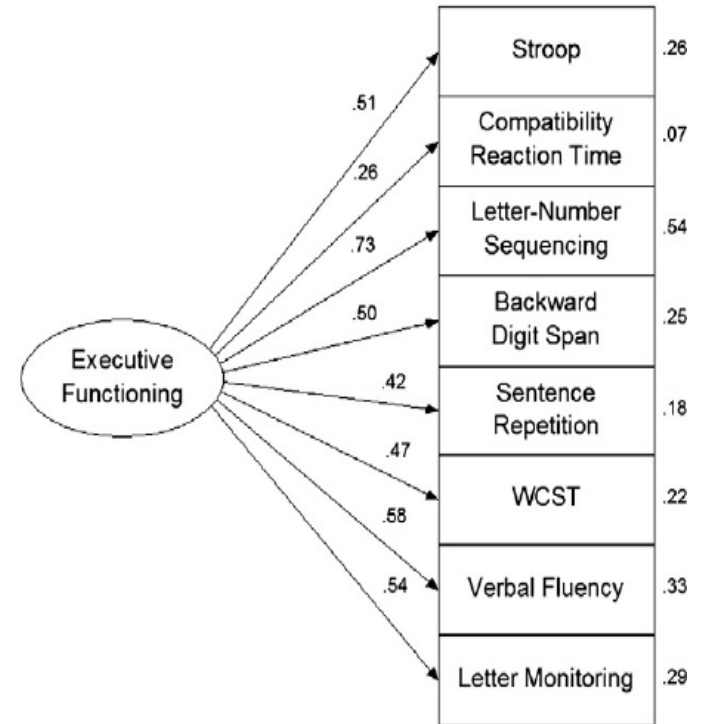 Stroop
.26
.51
Compatibility
Reaction Time
.07
.26
Letter-Number
Sequencing
.54
.73
Backward
Digit Span
.25
.50
Executive
Functioning
Sentence
Repetition
.18
.42
WCST
.22
.47
Verbal Fluency
.33
.58
Letter Monitoring
.29
.54